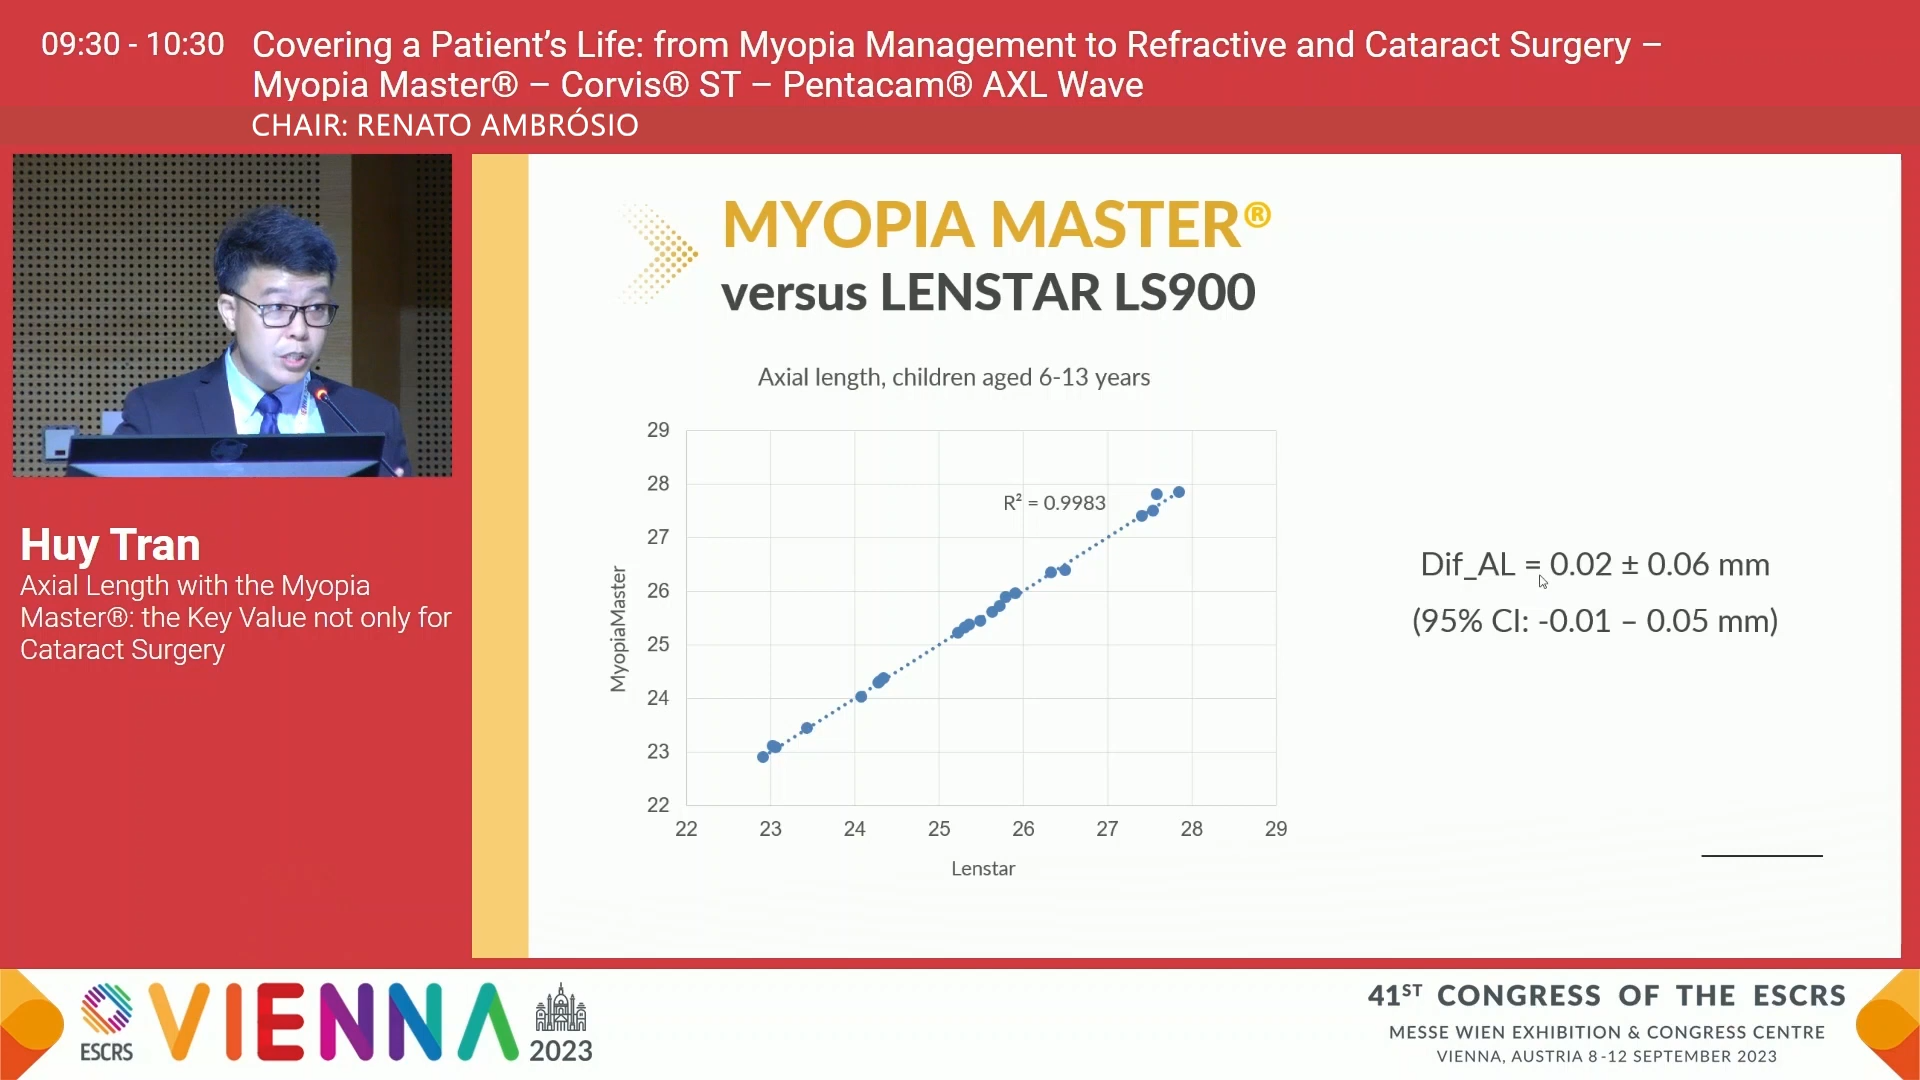 09:30 - 10:30
Covering a Patient’s Life: from Myopia Management to Refractive and Cataract Surgery –
Myopia Master® – Corvis® ST – Pentacam® AXL Wave
CHAIR: RENATO AMBRÓSIO
Huy Tran
Axial Length with the Myopia
Master®: the Key Value not only for
Cataract Surgery
MYOPIA MASTER®
versus LENSTAR LS900
Axial length, children aged 6-13 years
29
28
27
26
25
24
23
22
MyopiaMaster
R² = 0.9983
22 23 24 25 26 27 28 29
Lenstar
Dif_AL = 0.02 ± 0.06 mm
(95% CI: -0.01 – 0.05 mm)
ESCRS
VIENNA
2023
41ST CONGRESS OF THE ESCRS
MESSE WIEN EXHIBITION & CONGRESS CENTRE
VIENNA, AUSTRIA 8-12 SEPTEMBER 2023